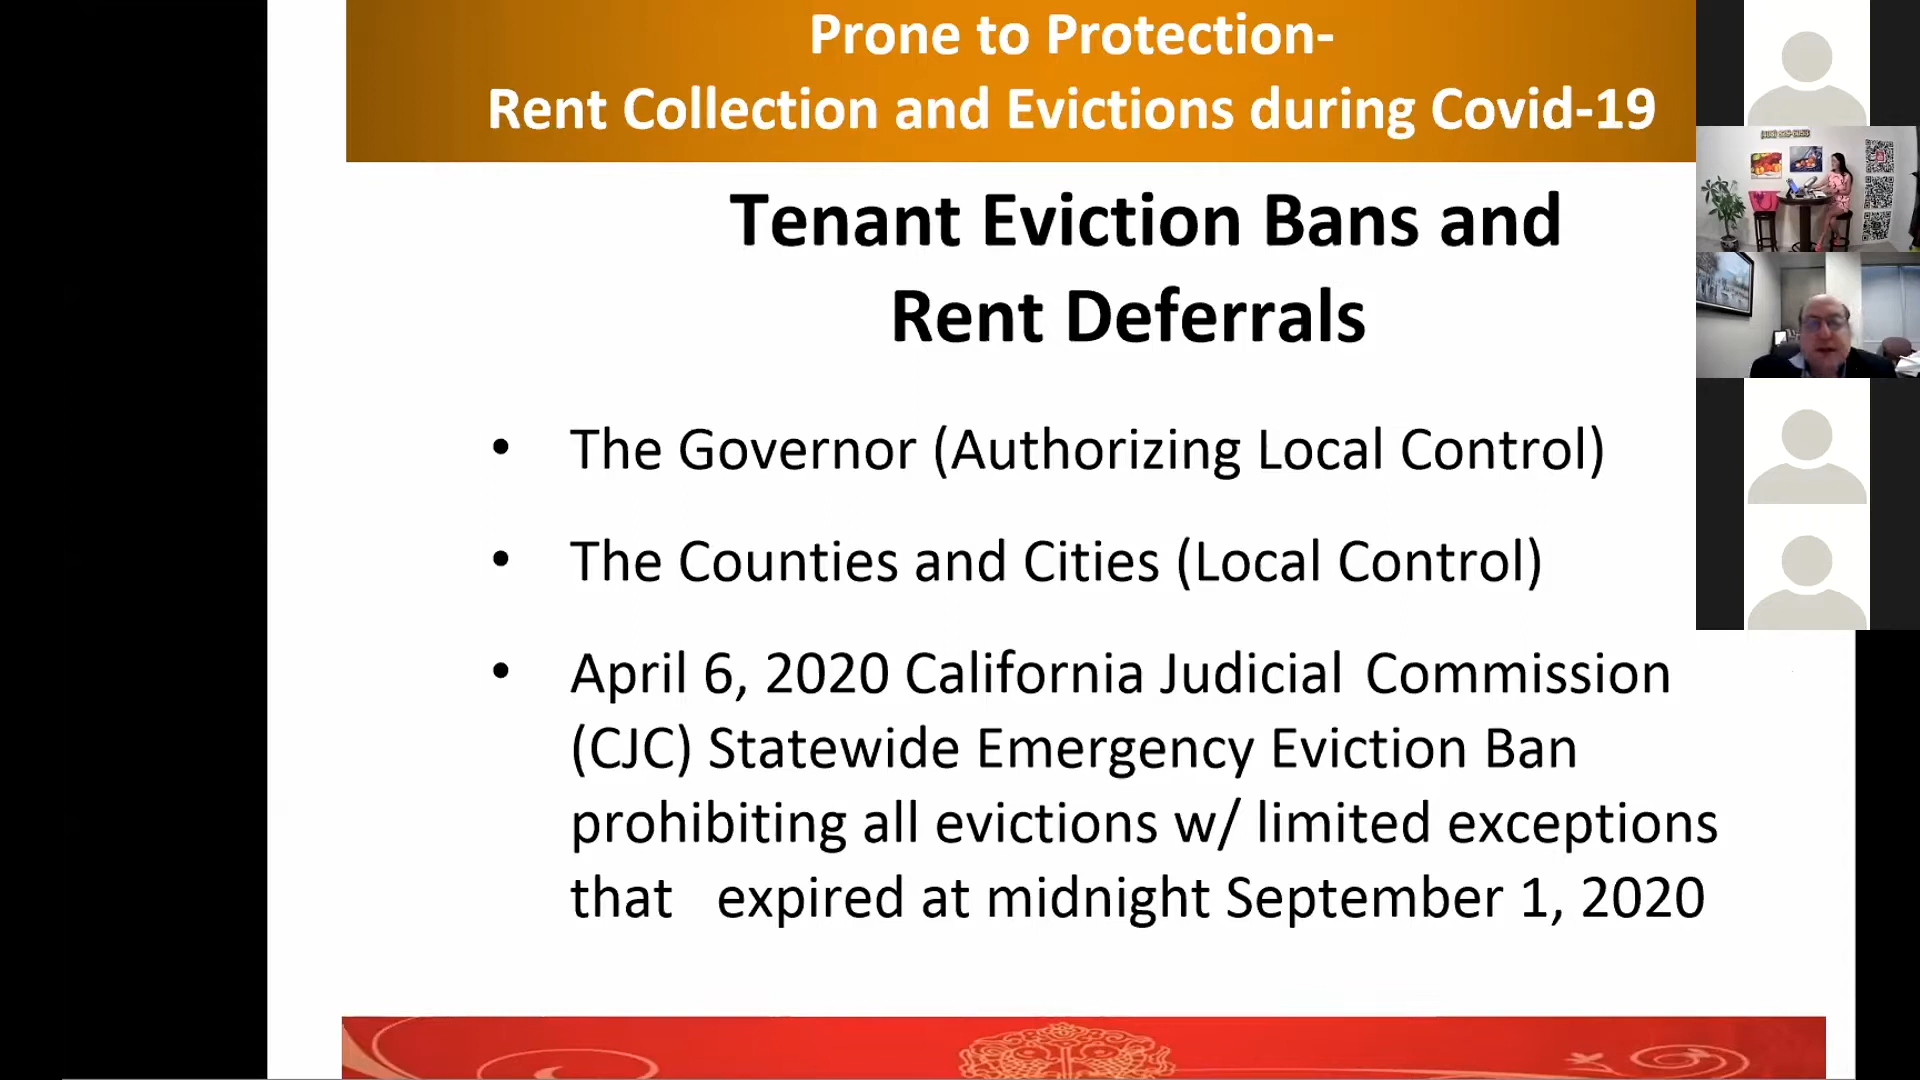 Prone to Protection-
Rent Collection and Evictions during Covid-19
Tenant Eviction Bans and
Rent Deferrals
• The Governor (Authorizing Local Control)
• The Counties and Cities (Local Control)
• April 6, 2020 California Judicial Commission
(CJC) Statewide Emergency Eviction Ban
prohibiting all evictions w/ limited exceptions
that expired at midnight September 1, 2020